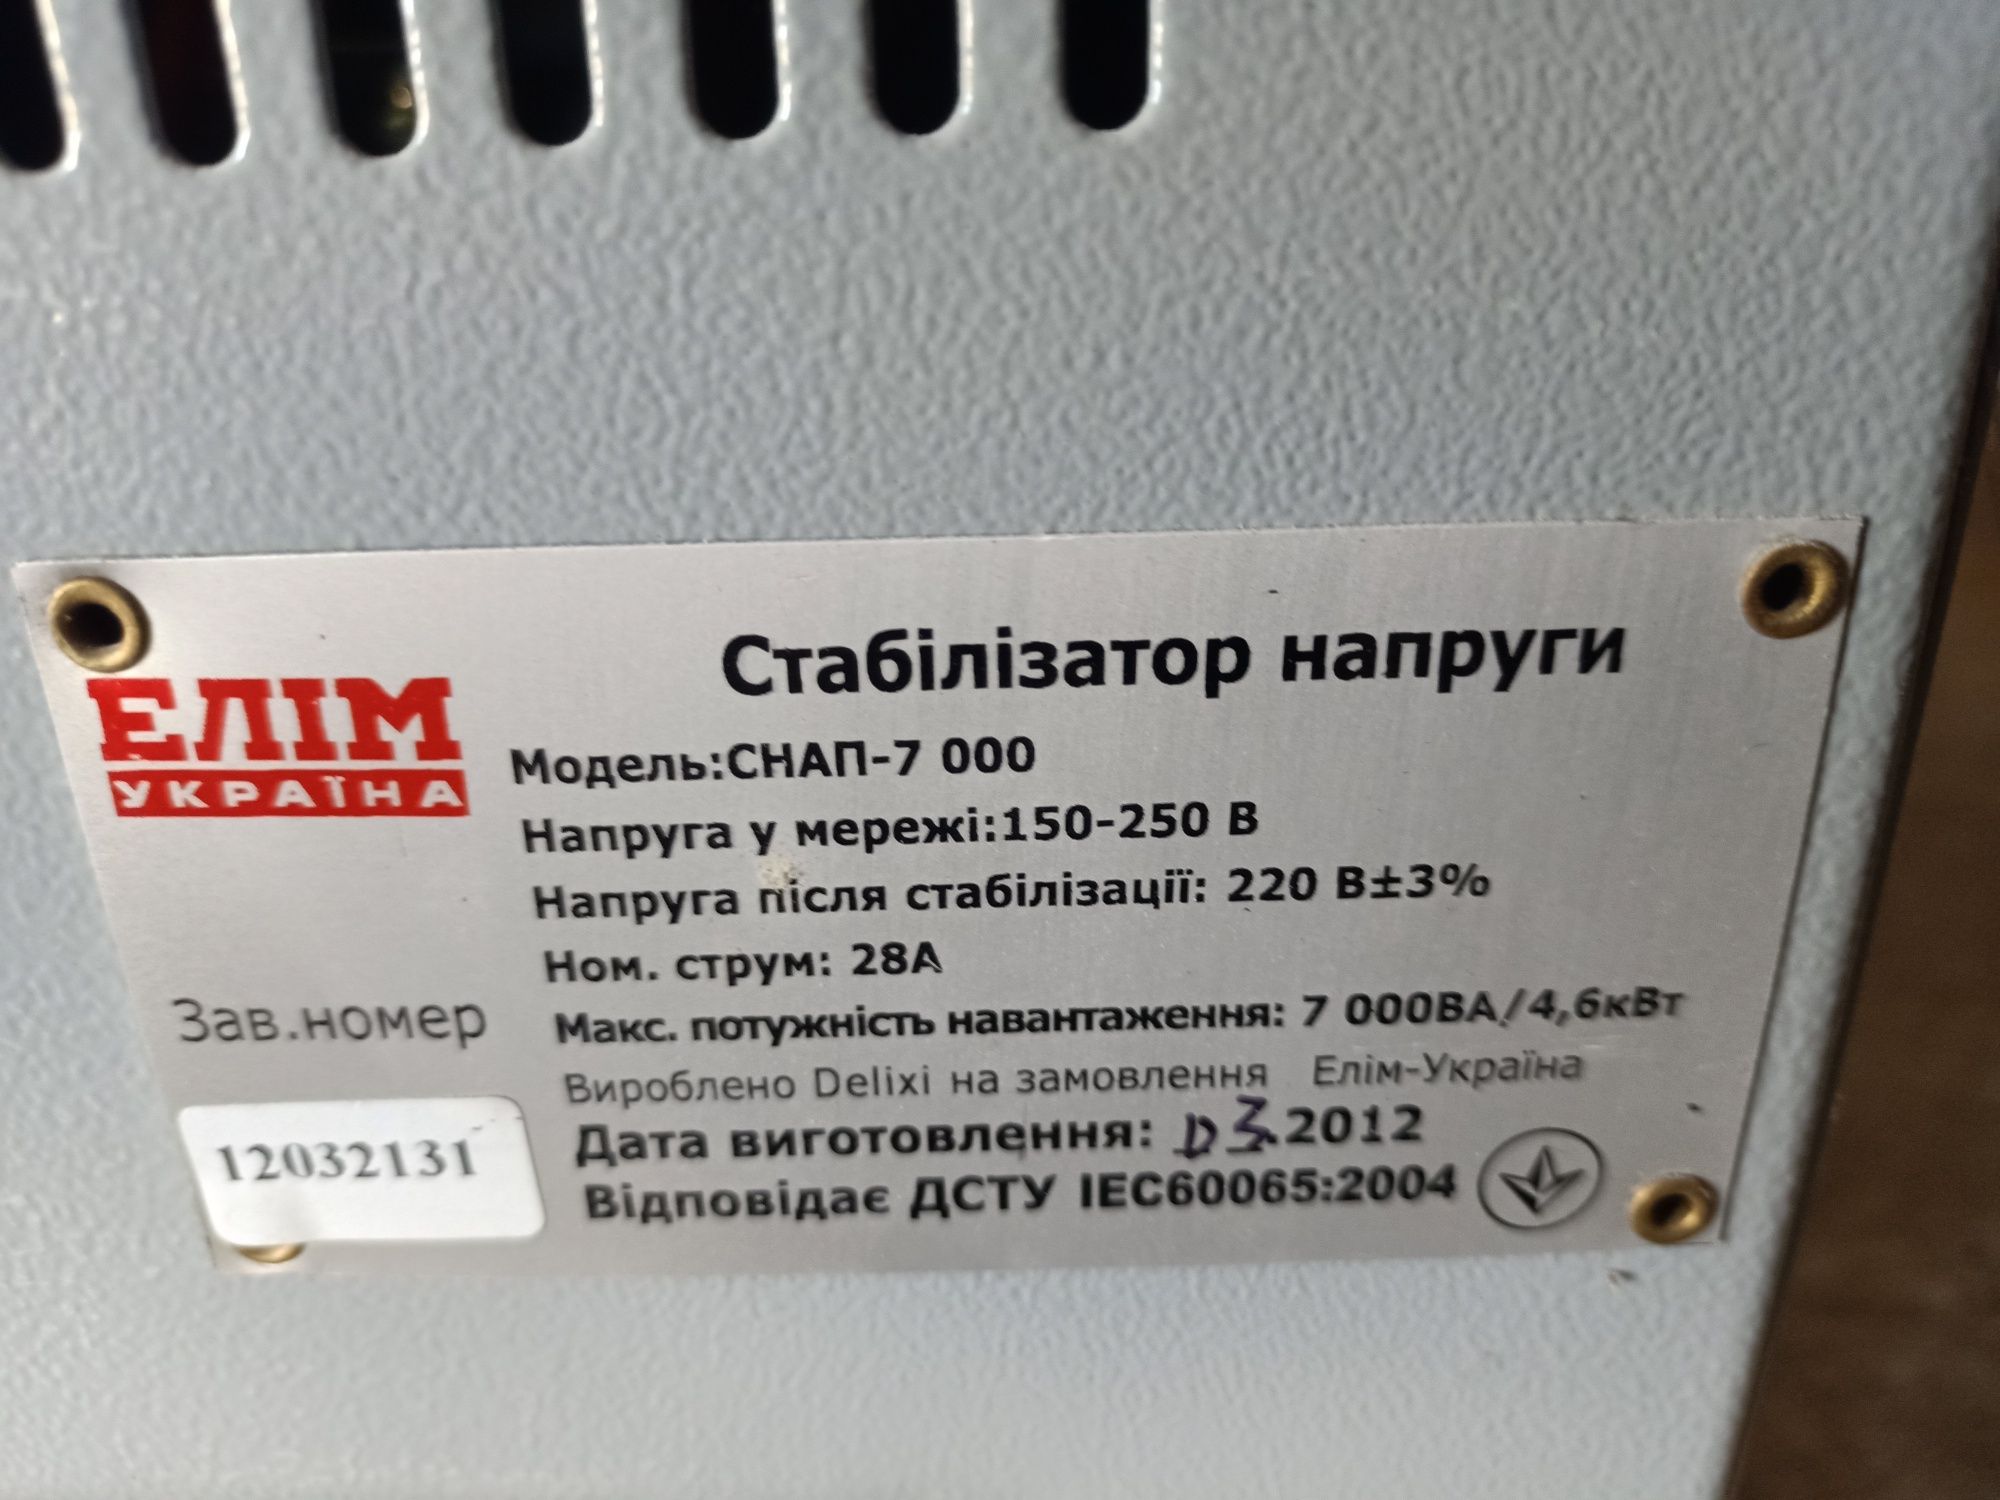 ЕЛІМ
УКРАЇНА
Стабілізатор напруги
Модель:СНАП-7 000
Напруга у мережі:150-250 В
Напруга після стабілізації: 220 В±3%
Ном. струм: 28А
Макс. потужність навантаження: 7 000ВА/4,6кВт
Вироблено Delixi на замовлення Елім-Україна
Дата виготовлення: 03.2012
Відповідає ДСТУ IEC60065:2004
Зав.номер
12032131